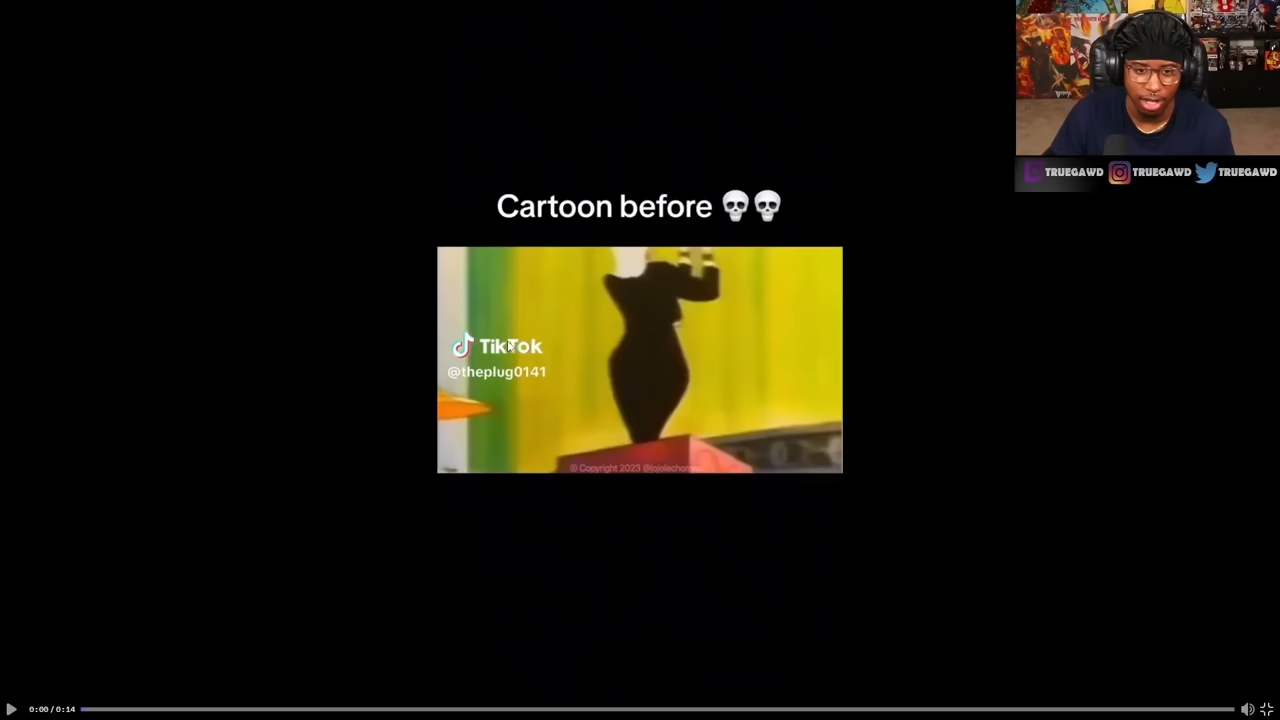 Cartoon before 💀💀
TikTok
@theplug0141
TRUEGAWD
TRUEGAWD
TRUEGAWD
0:00 / 0:14